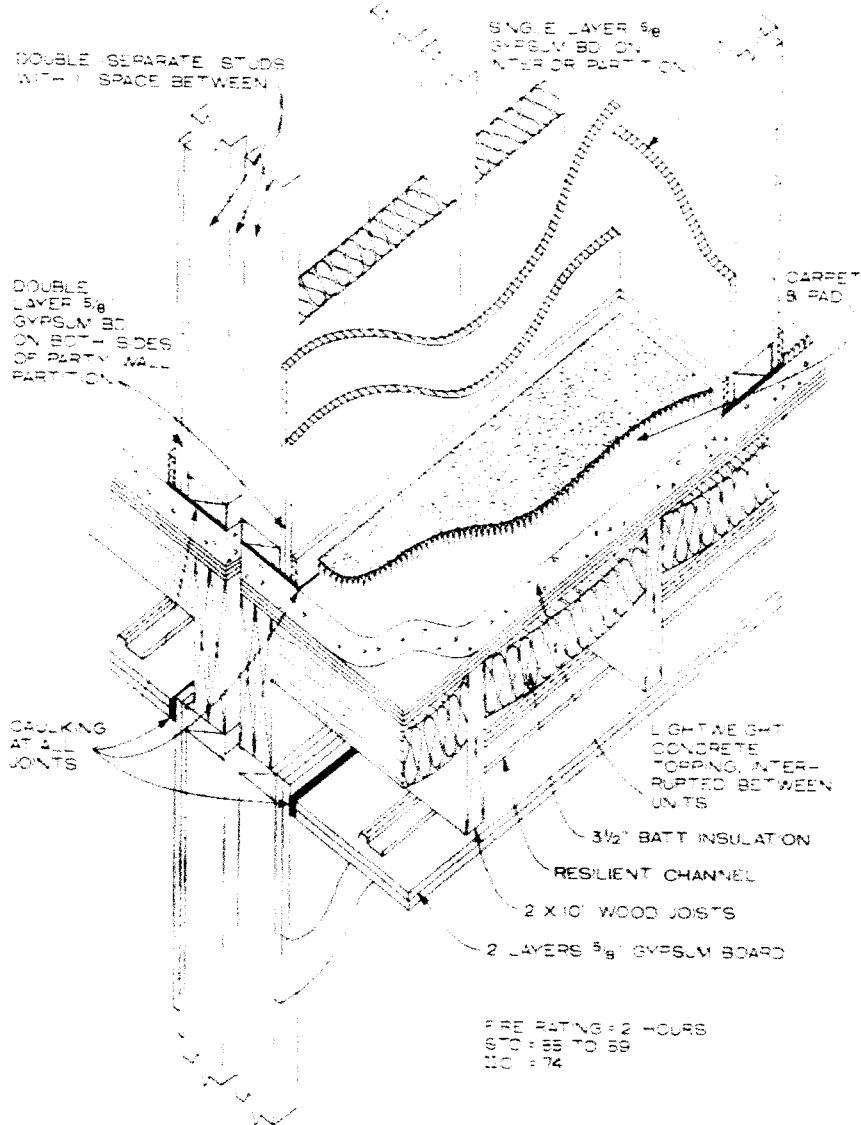 DOUBLE SEPARATE STUDS
WITH 1" SPACE BETWEEN
SINGLE LAYER 5/8
GYPSUM BD ON
INTERIOR PARTITION
DOUBLE
LAYER 5/8"
GYPSUM BD
ON BOTH SIDES
OF PARTY WALL
PARTITION
CARPET
& PAD
CAULKING
AT ALL
JOINTS
LIGHTWEIGHT
CONCRETE
TOPPING, INTER-
RUPTED BETWEEN
UNITS
3½" BATT INSULATION
RESILIENT CHANNEL
2 X 10" WOOD JOISTS
2 LAYERS 5/8" GYPSUM BOARD
FIRE RATING = 2 HOURS
STC = 55 TO 59
= 74